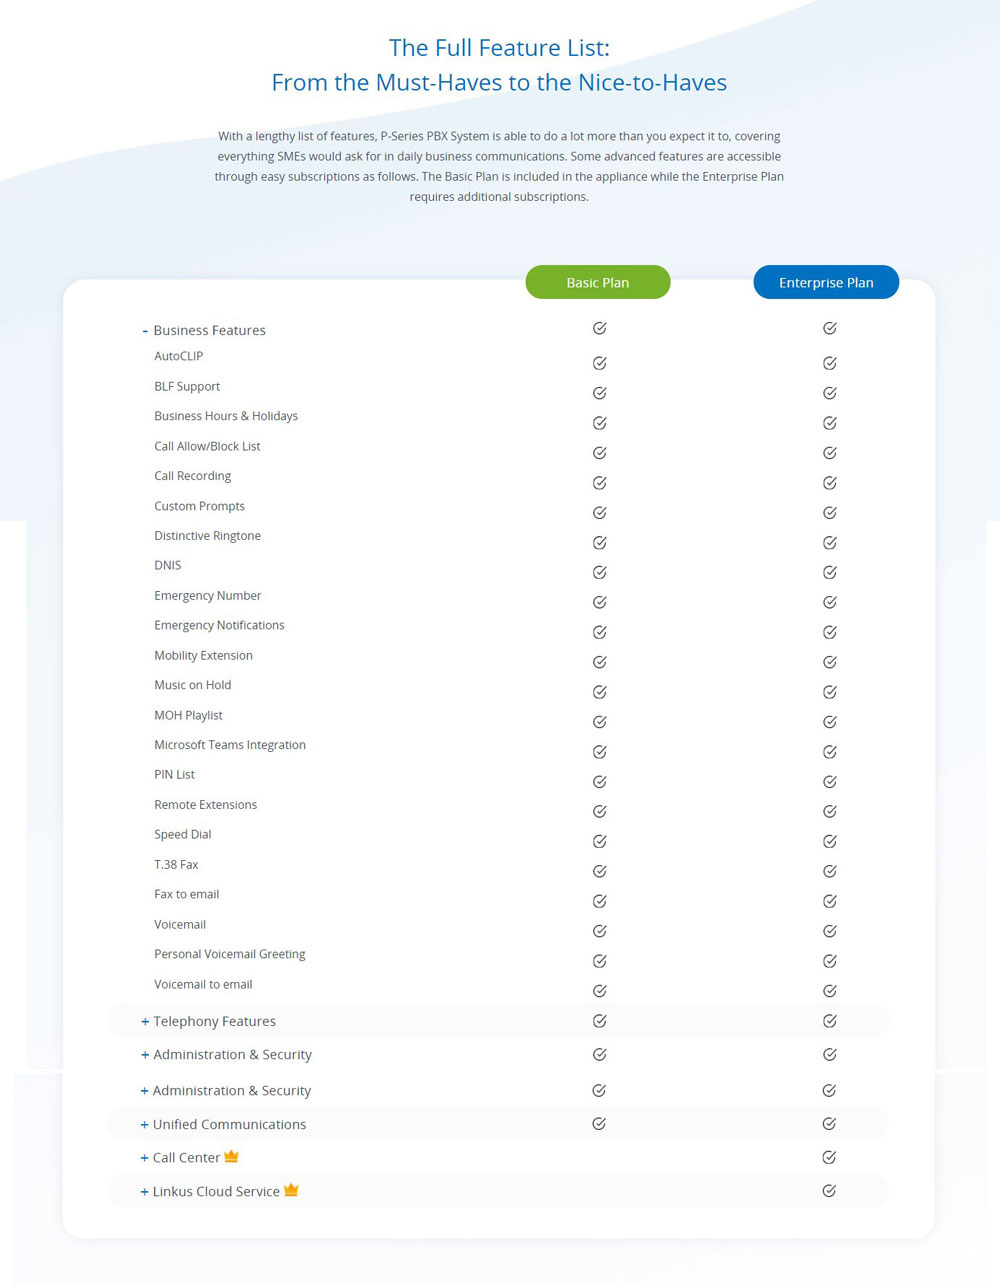 The Full Feature List:
From the Must-Haves to the Nice-to-Haves
With a lengthy list of features, P-Series PBX System is able to do a lot more than you expect it to, covering
everything SMEs would ask for in daily business communications. Some advanced features are accessible
through easy subscriptions as follows. The Basic Plan is included in the appliance while the Enterprise Plan
requires additional subscriptions.
Basic Plan Enterprise Plan
- Business Features
AutoCLIP
BLF Support
Business Hours & Holidays
Call Allow/Block List
Call Recording
Custom Prompts
Distinctive Ringtone
DNIS
Emergency Number
Emergency Notifications
Mobility Extension
Music on Hold
MOH Playlist
Microsoft Teams Integration
PIN List
Remote Extensions
Speed Dial
T.38 Fax
Fax to email
Voicemail
Personal Voicemail Greeting
Voicemail to email
+ Telephony Features
+ Administration & Security
+ Administration & Security
+ Unified Communications
+ Call Center
+ Linkus Cloud Service